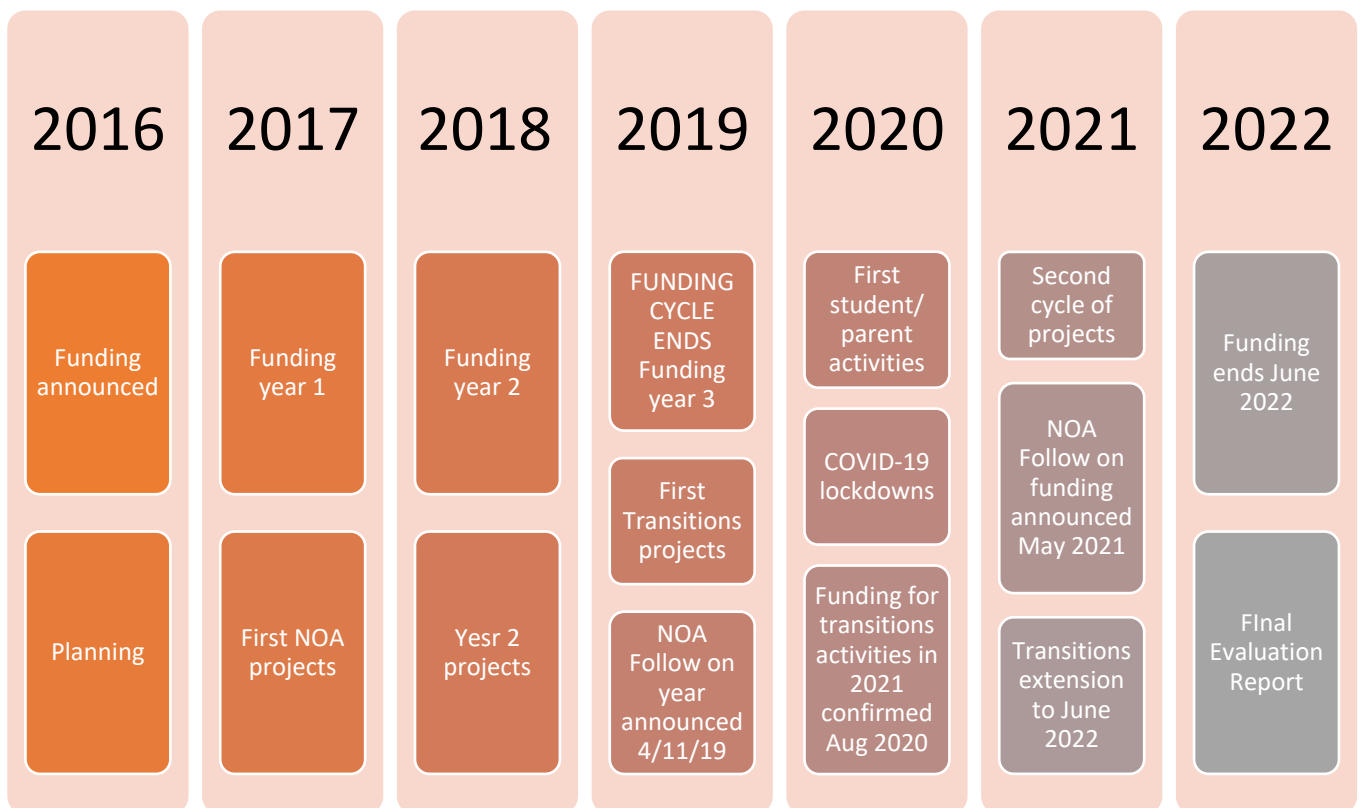 2016
Funding
announced
Planning
2017
Funding
year 1
First NOA
projects
2018
Funding
year 2
Yesr 2
projects
2019
FUNDING
CYCLE
ENDS
Funding
year 3
First
Transitions
projects
NOA
Follow on
year
announced
4/11/19
2020
First
student/
parent
activities
COVID-19
lockdowns
Funding for
transitions
activities in
2021
confirmed
Aug 2020
2021
Second
cycle of
projects
NOA
Follow on
funding
announced
May 2021
Transitions
extension
to June
2022
2022
Funding
ends June
2022
FInal
Evaluation
Report